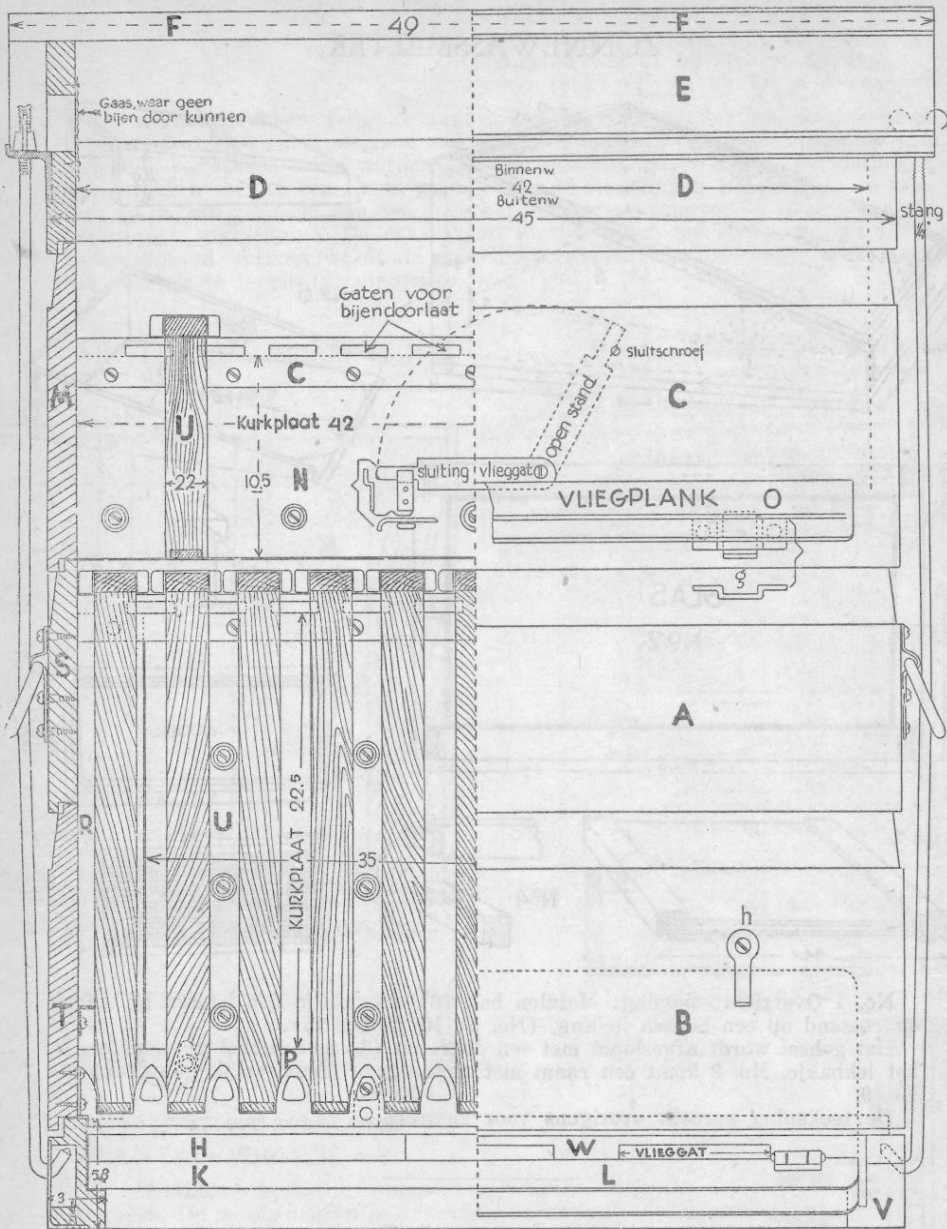 F 49 F
E
Gaas, waar geen
bijen door kunnen
D D
Binnenw
42
Buitenw
45
stang
Gaten voor
bijendoorlaat
Sluitschroef
C C
open stand
M
U Kurkplaat 42
sluiting vlieggat
22 10.5 N
VLIEGPLANK O
g
S
A
KURKPLAAT 22.5
U
35
h
B
T
P
H W VLIEGGAT
K L
5.8
3
V